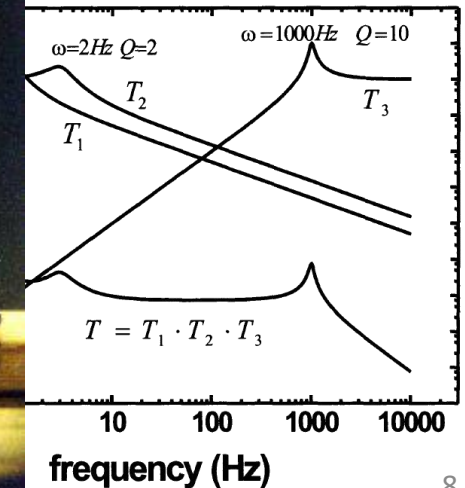 ω=2Hz Q=2
ω=1000Hz Q=10
T₂
T₃
T₁
T = T₁ · T₂ · T₃
10 100 1000 10000
frequency (Hz)
8